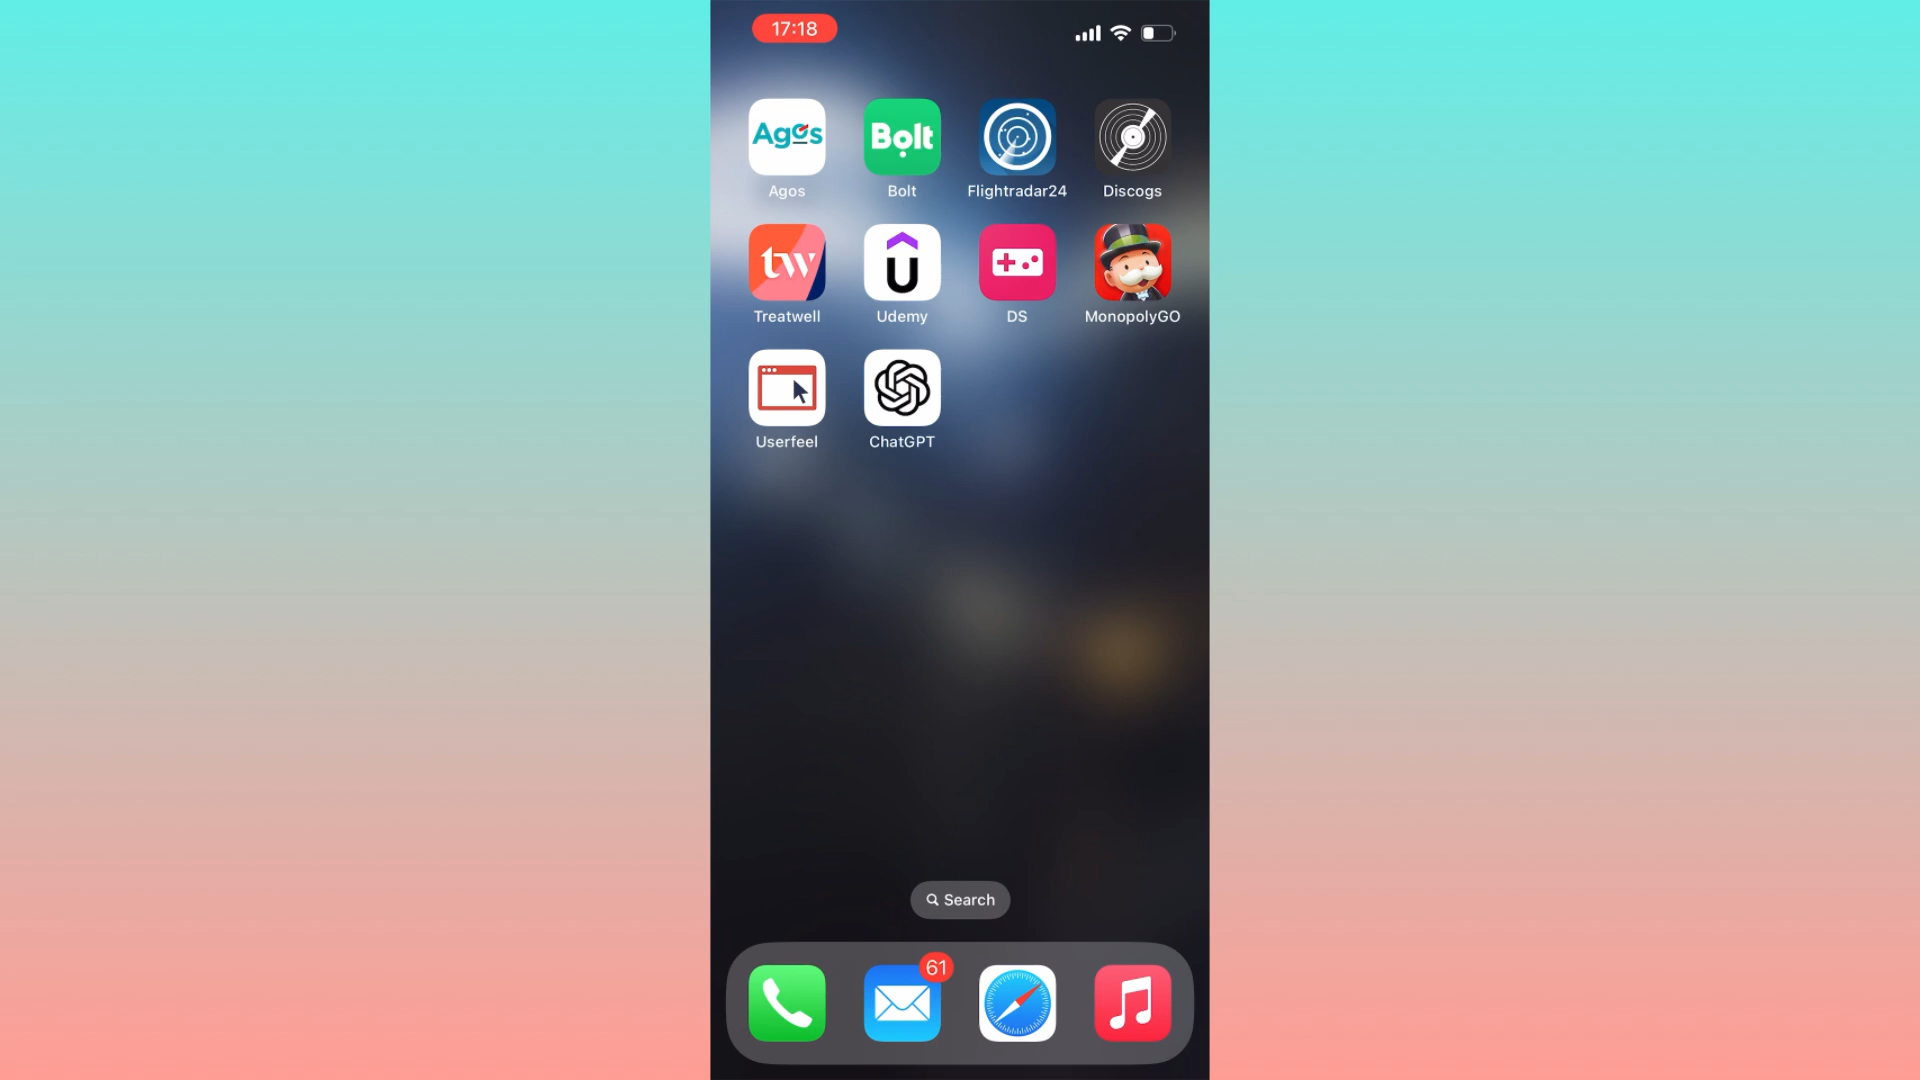 17:18
Agos Bolt
Agos Bolt Flightradar24 Discogs
tw U
Treatwell Udemy DS MonopolyGO
Userfeel ChatGPT
Search
61